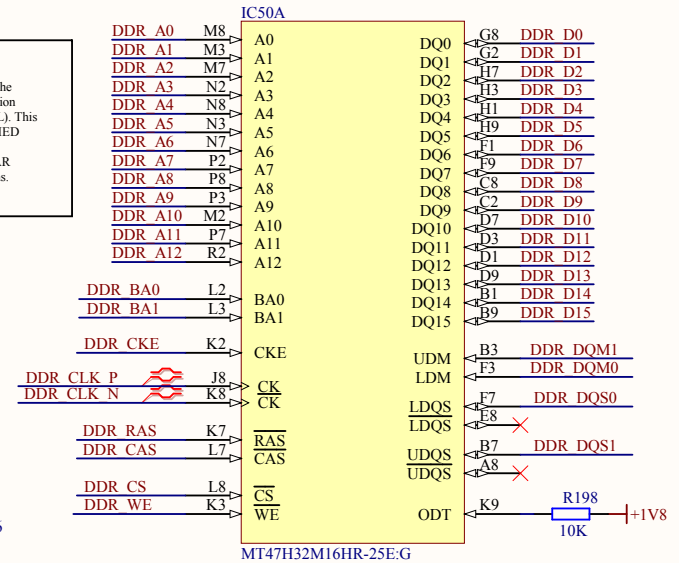 IC50A
he
ion
L). This
IED
AR
s.
DDR_A0 M8 A0
DDR_A1 M3 A1
DDR_A2 M7 A2
DDR_A3 N2 A3
DDR_A4 N8 A4
DDR_A5 N3 A5
DDR_A6 N7 A6
DDR_A7 P2 A7
DDR_A8 P8 A8
DDR_A9 P3 A9
DDR_A10 M2 A10
DDR_A11 P7 A11
DDR_A12 R2 A12
DDR_BA0 L2 BA0
DDR_BA1 L3 BA1
DDR_CKE K2 CKE
DDR_CLK_P J8 CK
DDR_CLK_N K8 CK
DDR_RAS K7 RAS
DDR_CAS L7 CAS
DDR_CS L8 CS
DDR_WE K3 WE
DQ0 G8 DDR_D0
DQ1 G2 DDR_D1
DQ2 H7 DDR_D2
DQ3 H3 DDR_D3
DQ4 H1 DDR_D4
DQ5 H9 DDR_D5
DQ6 F1 DDR_D6
DQ7 F9 DDR_D7
DQ8 C8 DDR_D8
DQ9 C2 DDR_D9
DQ10 D7 DDR_D10
DQ11 D3 DDR_D11
DQ12 D1 DDR_D12
DQ13 D9 DDR_D13
DQ14 B1 DDR_D14
DQ15 B9 DDR_D15
UDM B3 DDR_DQM1
LDM F3 DDR_DQM0
LDQS F7 DDR_DQS0
LDQS E8
UDQS B7 DDR_DQS1
UDQS A8
ODT K9 R198 +1V8
10K
MT47H32M16HR-25E:G